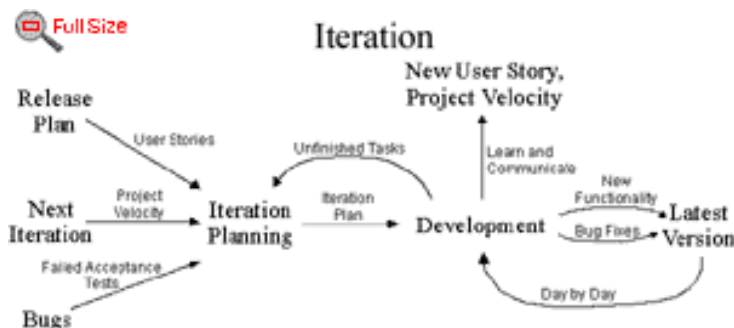 Full Size
Iteration
New User Story,
Project Velocity
Release
Plan
User Stories
Unfinished Tasks
Learn and
Communicate
Next
Iteration
Project
Velocity
Iteration
Planning
Iteration
Plan
Development
New
Functionality
Bug Fixes
Latest
Version
Failed Acceptance
Tests
Bugs
Day by Day